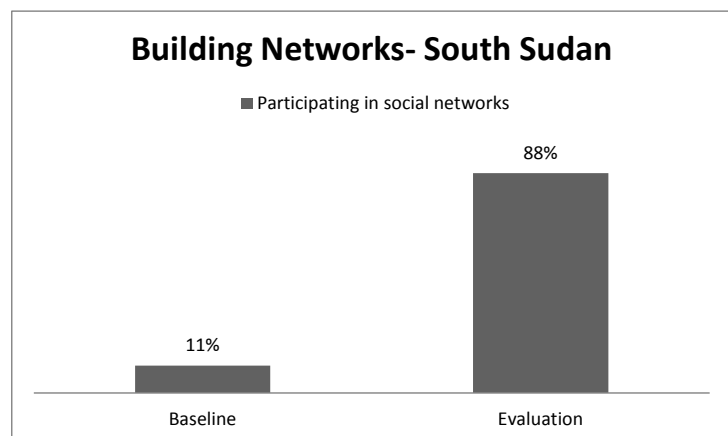 Building Networks- South Sudan
Participating in social networks
88%
11%
Baseline
Evaluation